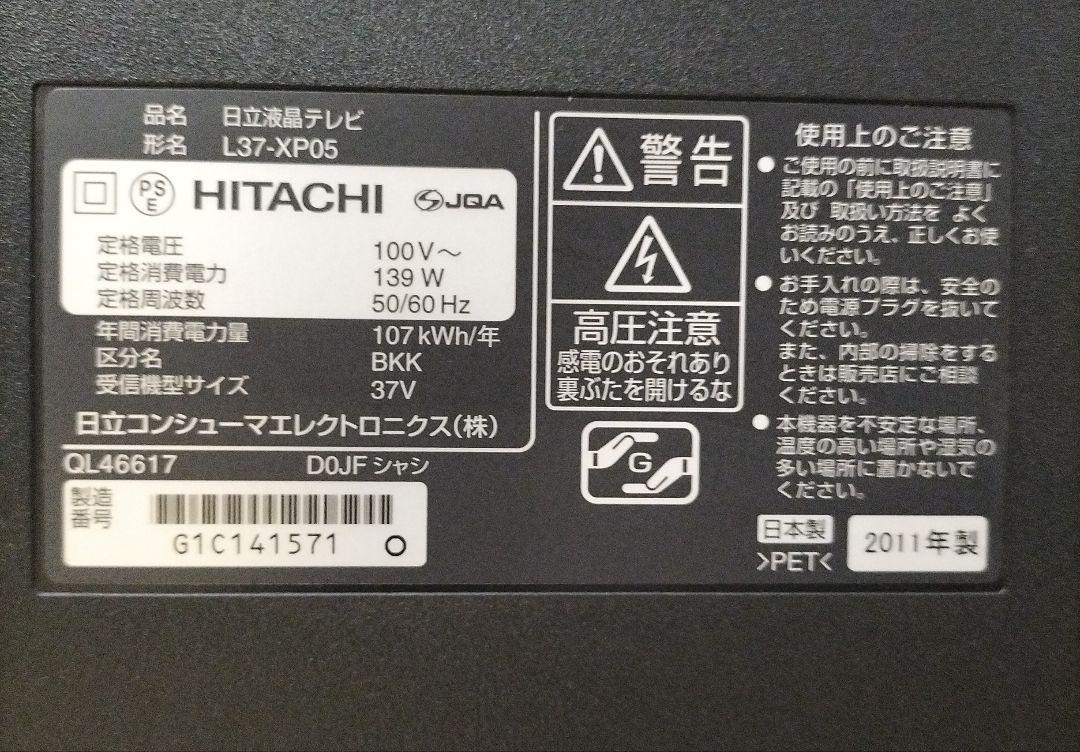 品名 日立液晶テレビ
形名 L37-XP05
PS
E
HITACHI
JQA
定格電圧 100V～
定格消費電力 139W
定格周波数 50/60Hz
年間消費電力量 107kWh/年
区分名 BKK
受信機型サイズ 37V
日立コンシューマエレクトロニクス(株)
QL46617 D0JFシャシ
製造
番号
G1C141571 O
警告
高圧注意
感電のおそれあり
裏ぶたを開けるな
G
使用上のご注意
●ご使用の前に取扱説明書に
記載の「使用上のご注意」
及び 取扱い方法を よく
お読みのうえ、正しくお使
いください。
●お手入れの際は、安全の
ため電源プラグを抜いて
ください。
また、内部の掃除をする
ときは販売店にご相談
ください。
●本機器を不安定な場所、
温度の高い場所や湿気の
多い場所に置かないで
ください。
日本製
>PET<
2011年製